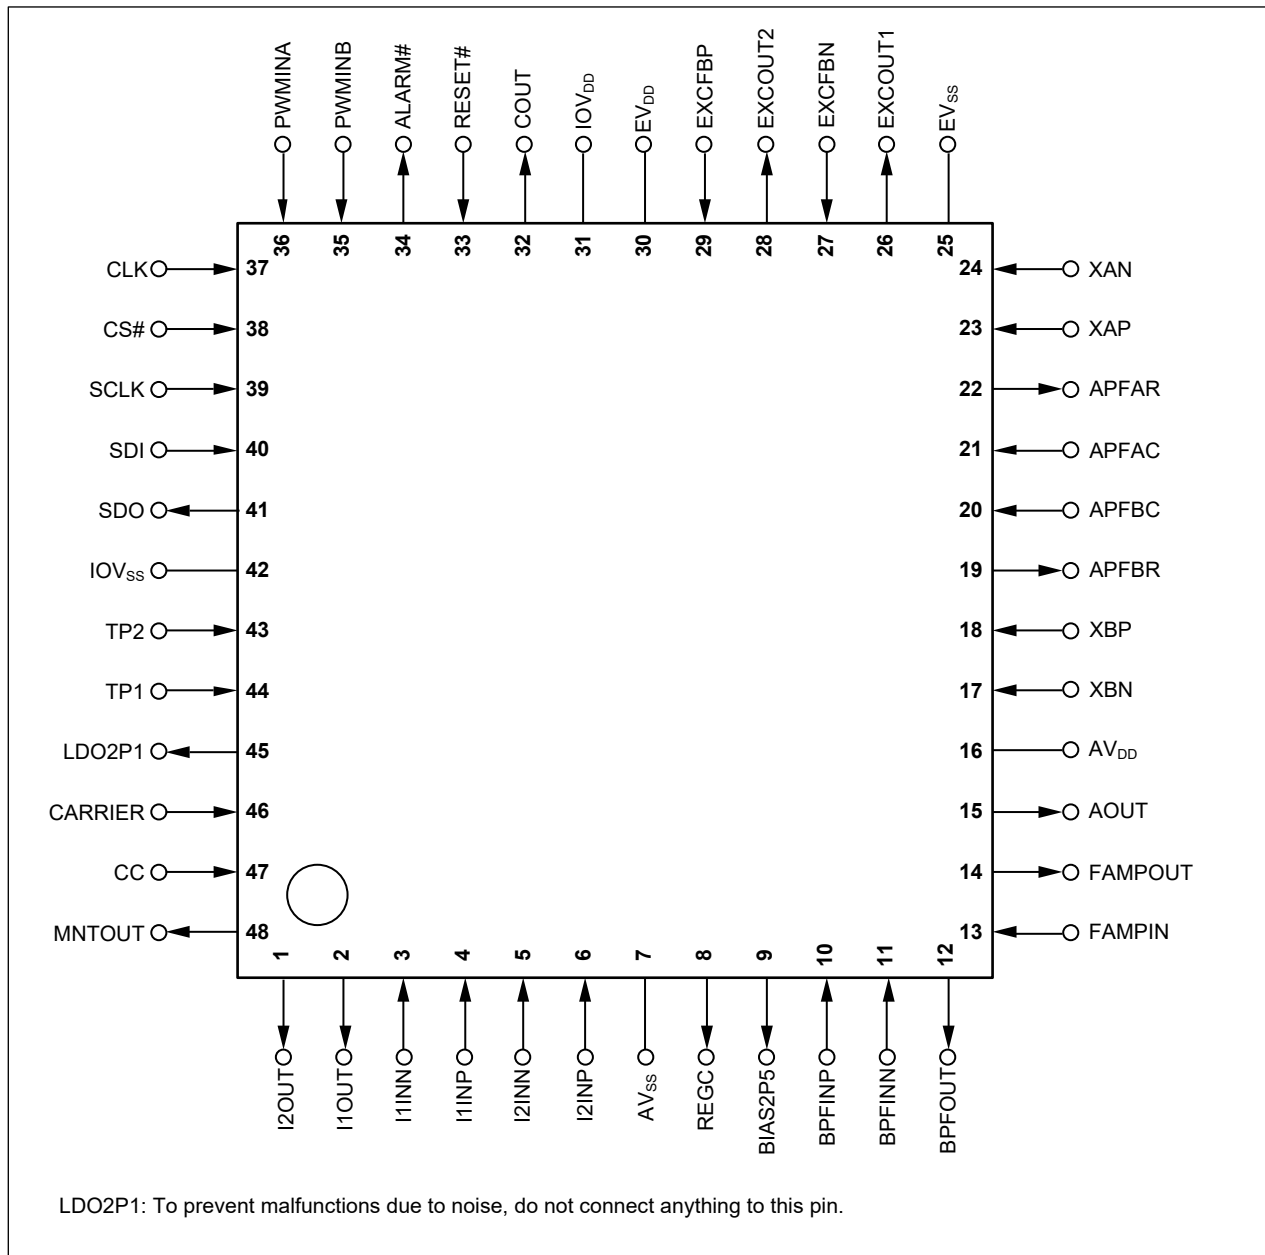 PWMINA
PWMINB
ALARM#
RESET#
COUT
IOVDD
EVDD
EXCFBP
EXCOUT2
EXCFBN
EXCOUT1
EVSS
36
35
34
33
32
31
30
29
28
27
26
25
CLK 37
CS# 38
SCLK 39
SDI 40
SDO 41
IOVSS 42
TP2 43
TP1 44
LDO2P1 45
CARRIER 46
CC 47
MNTOUT 48
24 XAN
23 XAP
22 APFAR
21 APFAC
20 APFBC
19 APFBR
18 XBP
17 XBN
16 AVDD
15 AOUT
14 FAMPOUT
13 FAMPIN
1
2
3
4
5
6
7
8
9
10
11
12
I2OUT
I1OUT
I1INN
I1INP
I2INN
I2INP
AVSS
REGC
BIAS2P5
BPFINP
BPFINN
BPFOUT
LDO2P1: To prevent malfunctions due to noise, do not connect anything to this pin.